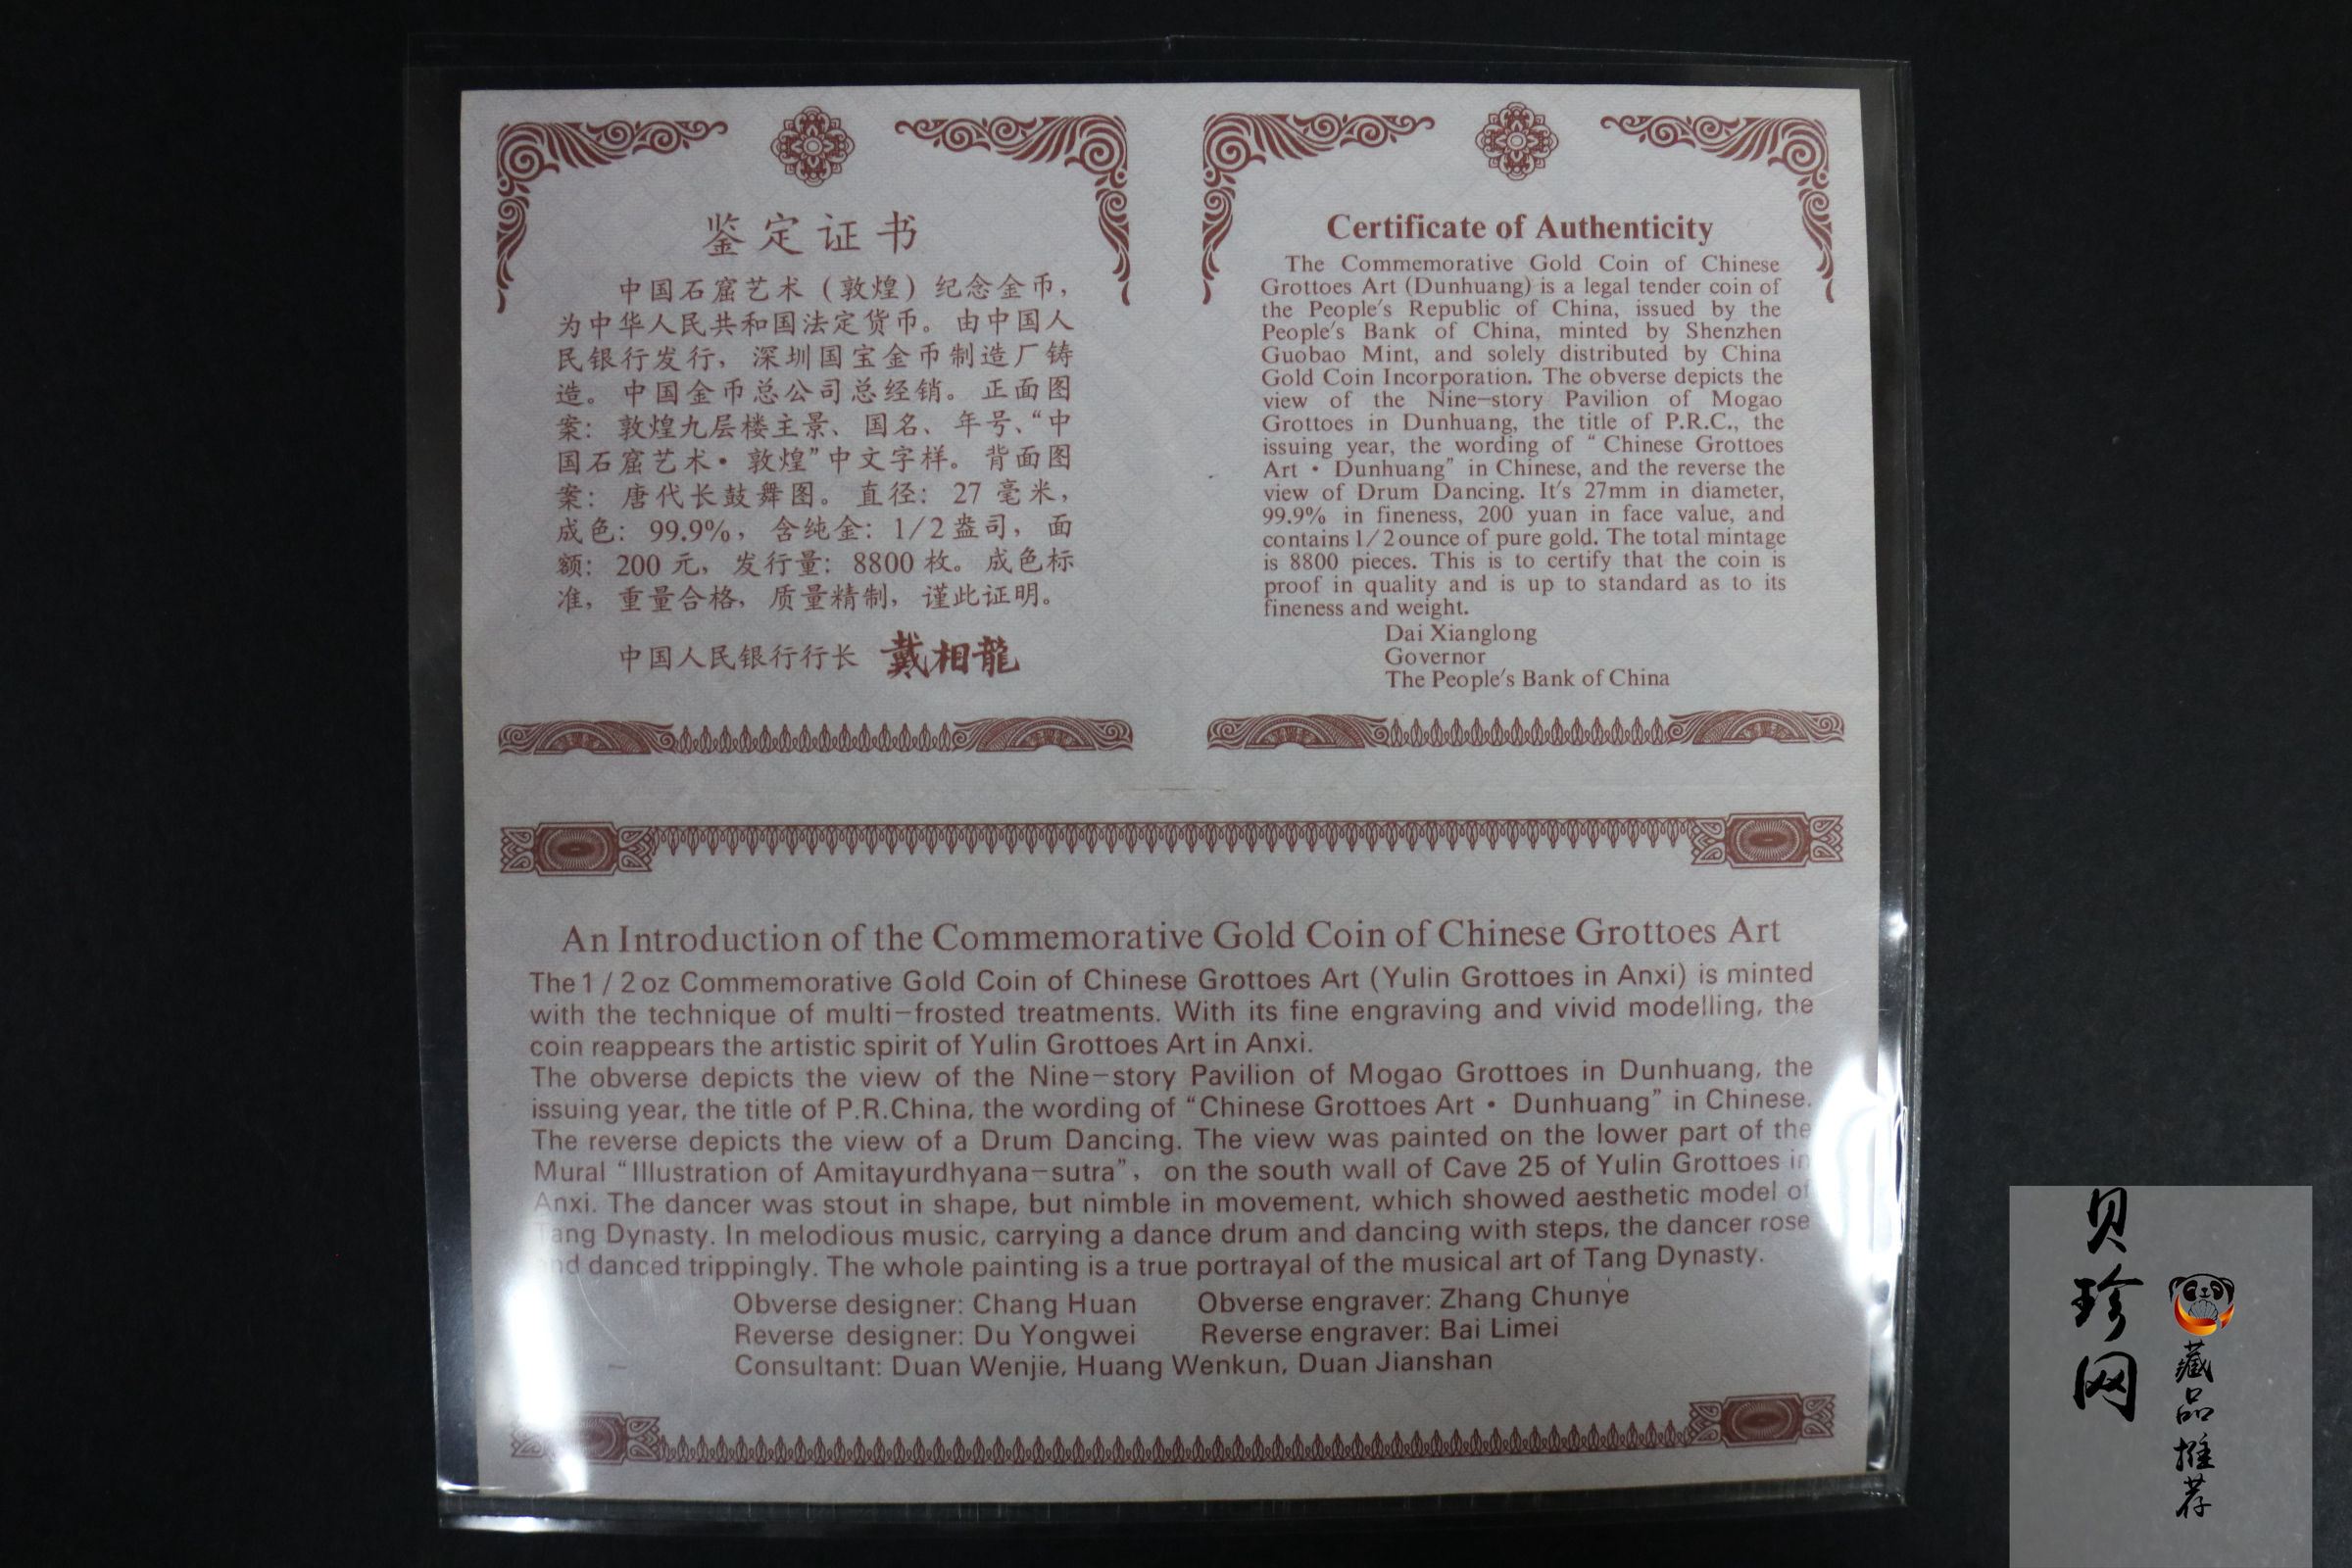 鉴定证书
中国石窟艺术（敦煌）纪念金币，
为中华人民共和国法定货币。由中国人
民银行发行，深圳国宝金币制造厂铸
造。中国金币总公司总经销。正面图
案：敦煌九层楼主景、国名、年号、“中
国石窟艺术·敦煌”中文字样。背面图
案：唐代长鼓舞图。直径：27 毫米，
成色：99.9%，含纯金：1/2 盎司，面
额：200 元，发行量：8800 枚。成色标
准，重量合格，质量精制，谨此证明。
中国人民银行行长 戴相龍
Certificate of Authenticity
The Commemorative Gold Coin of Chinese
Grottoes Art (Dunhuang) is a legal tender coin of
the People's Republic of China, issued by the
People's Bank of China, minted by Shenzhen
Guobao Mint, and solely distributed by China
Gold Coin Incorporation. The obverse depicts the
view of the Nine-story Pavilion of Mogao
Grottoes in Dunhuang, the title of P.R.C., the
issuing year, the wording of “Chinese Grottoes
Art · Dunhuang” in Chinese, and the reverse the
view of Drum Dancing. It's 27mm in diameter,
99.9% in fineness, 200 yuan in face value, and
contains 1/2 ounce of pure gold. The total mintage
is 8800 pieces. This is to certify that the coin is
proof in quality and is up to standard as to its
fineness and weight.
Dai Xianglong
Governor
The People's Bank of China
An Introduction of the Commemorative Gold Coin of Chinese Grottoes Art
The 1/2 oz Commemorative Gold Coin of Chinese Grottoes Art (Yulin Grottoes in Anxi) is minted
with the technique of multi-frosted treatments. With its fine engraving and vivid modelling, the
coin reappears the artistic spirit of Yulin Grottoes Art in Anxi.
The obverse depicts the view of the Nine-story Pavilion of Mogao Grottoes in Dunhuang, the
issuing year, the title of P.R.China, the wording of “Chinese Grottoes Art · Dunhuang” in Chinese.
The reverse depicts the view of a Drum Dancing. The view was painted on the lower part of the
Mural “Illustration of Amitayurdhyana-sutra”, on the south wall of Cave 25 of Yulin Grottoes in
Anxi. The dancer was stout in shape, but nimble in movement, which showed aesthetic model of
Tang Dynasty. In melodious music, carrying a dance drum and dancing with steps, the dancer rose
and danced trippingly. The whole painting is a true portrayal of the musical art of Tang Dynasty.
Obverse designer: Chang Huan Obverse engraver: Zhang Chunye
Reverse designer: Du Yongwei Reverse engraver: Bai Limei
Consultant: Duan Wenjie, Huang Wenkun, Duan Jianshan
贝珍网
藏品推荐